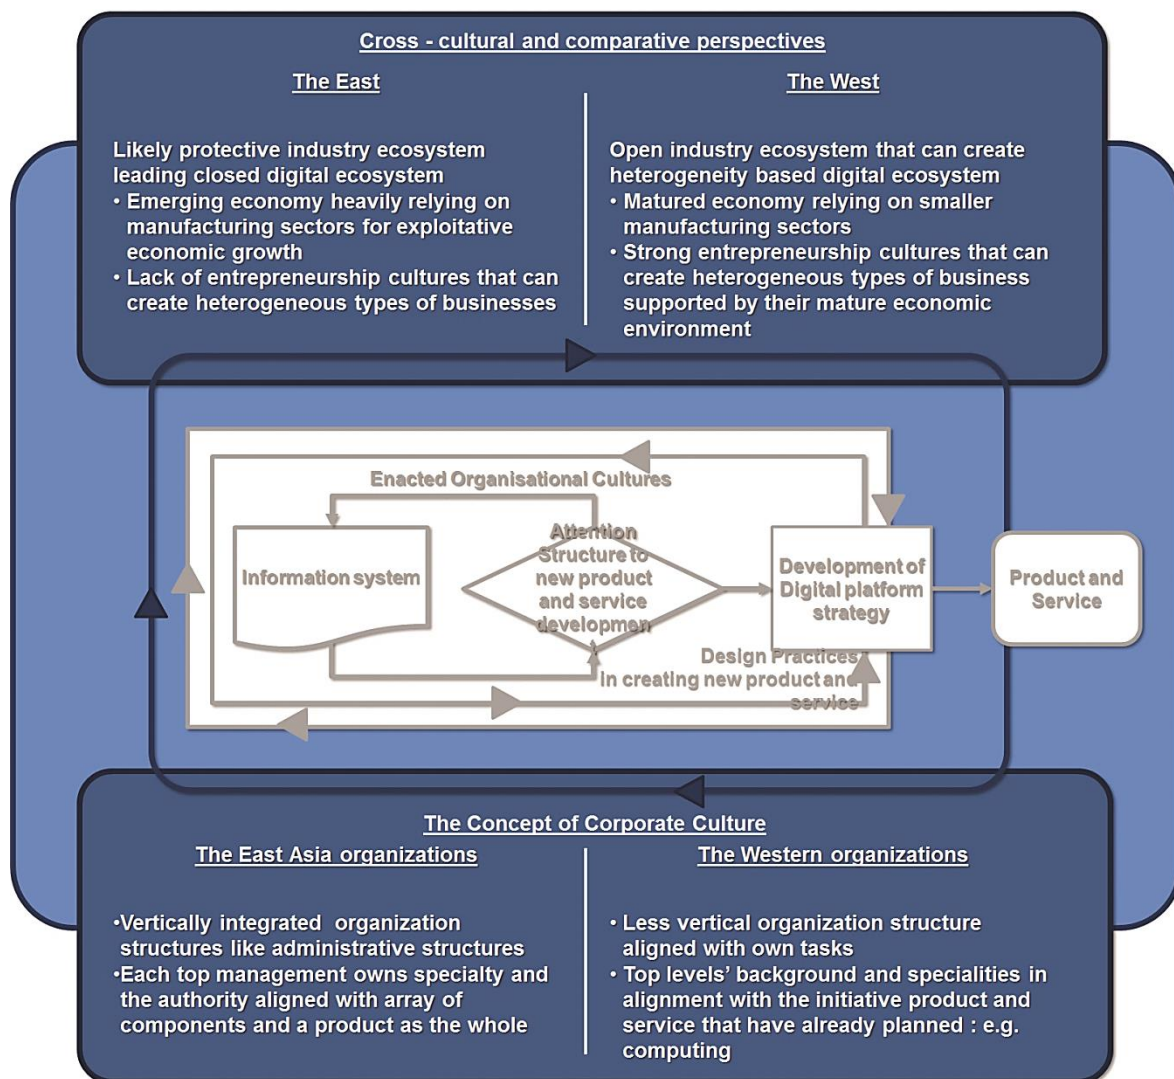 Cross - cultural and comparative perspectives
The East
Likely protective industry ecosystem
leading closed digital ecosystem
• Emerging economy heavily relying on
manufacturing sectors for exploitative
economic growth
• Lack of entrepreneurship cultures that can
create heterogeneous types of businesses
The West
Open industry ecosystem that can create
heterogeneity based digital ecosystem
• Matured economy relying on smaller
manufacturing sectors
• Strong entrepreneurship cultures that can
create heterogeneous types of business
supported by their mature economic
environment
Enacted Organisational Cultures
Information system
Attention
Structure to
new product
and service
developmen
Development of
Digital platform
strategy
Product and
Service
Design Practices
in creating new product and
service
The Concept of Corporate Culture
The East Asia organizations
•Vertically integrated organization
structures like administrative structures
•Each top management owns specialty and
the authority aligned with array of
components and a product as the whole
The Western organizations
• Less vertical organization structure
aligned with own tasks
• Top levels’ background and specialities in
alignment with the initiative product and
service that have already planned : e.g.
computing